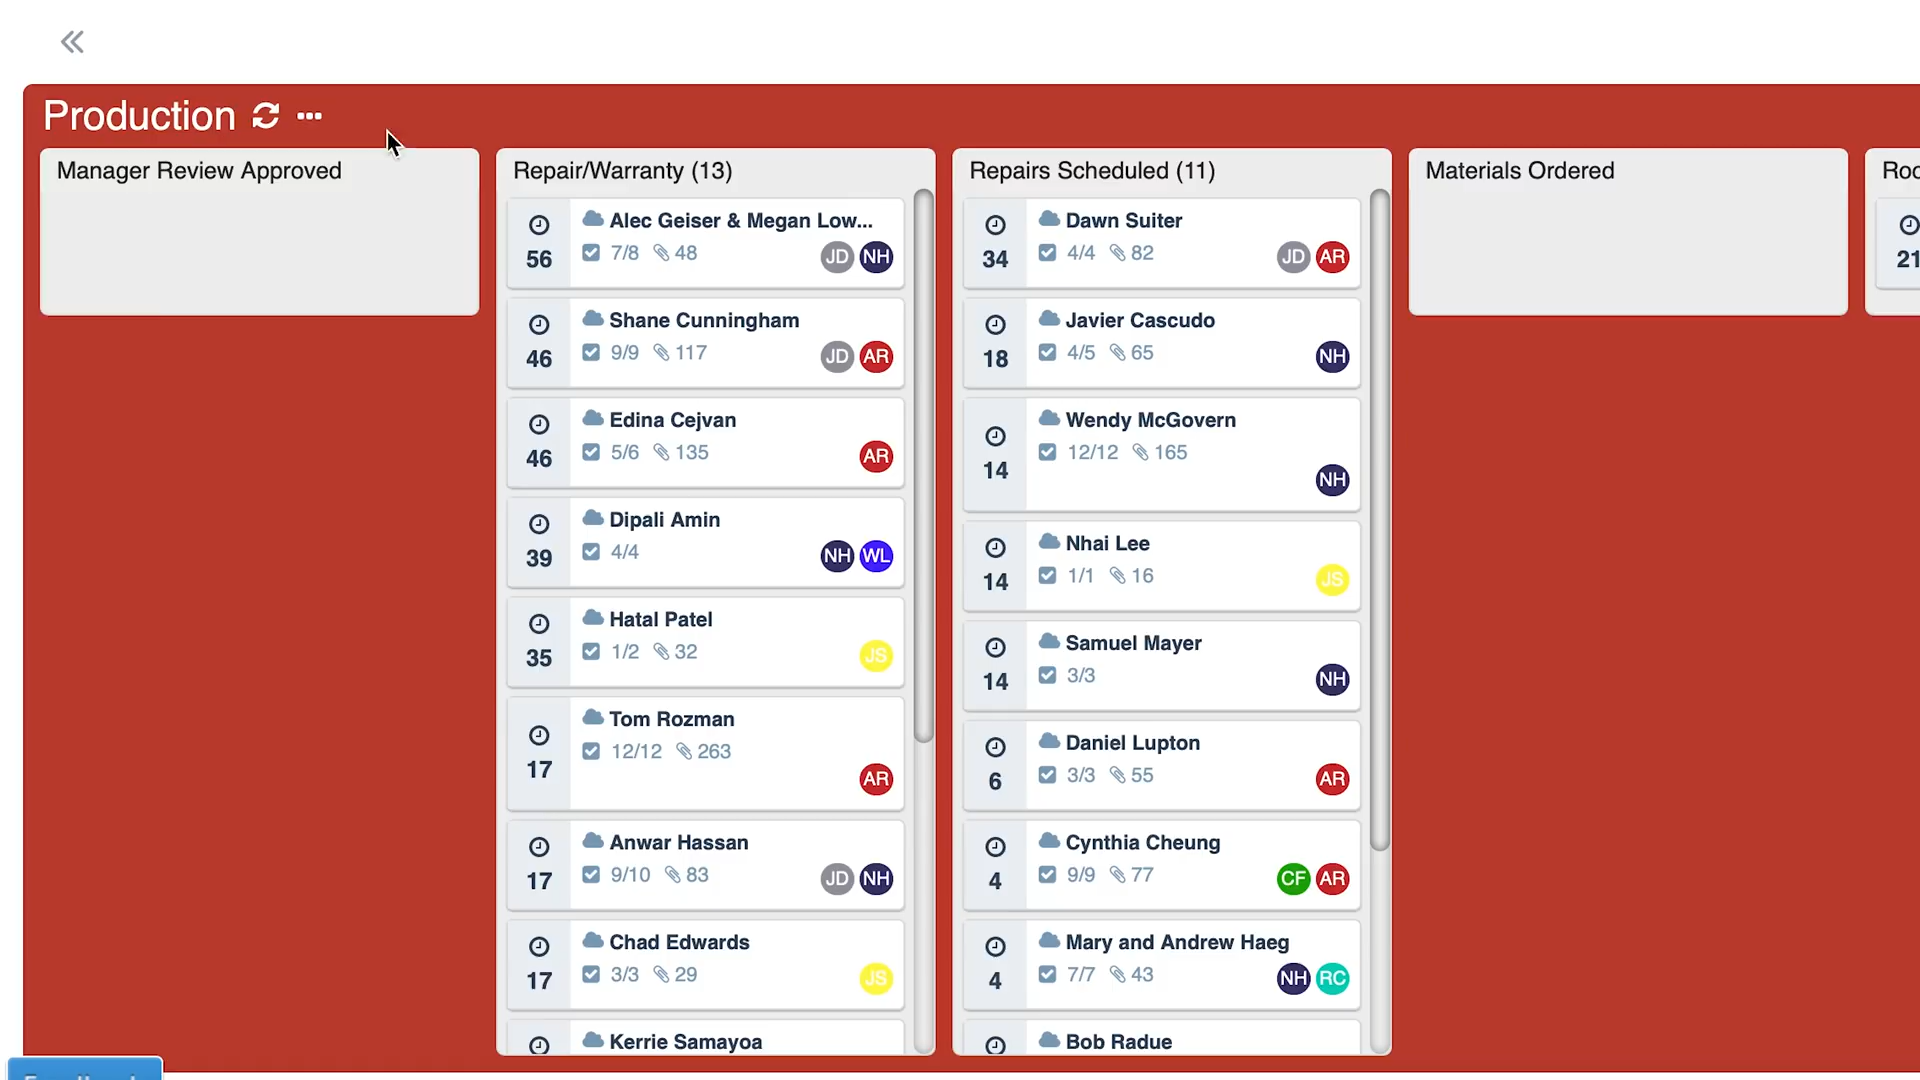 Production
Manager Review Approved
Repair/Warranty (13)
56
Alec Geiser & Megan Low...
7/8 48
JD NH
46
Shane Cunningham
9/9 117
JD AR
46
Edina Cejvan
5/6 135
AR
39
Dipali Amin
4/4
NH WL
35
Hatal Patel
1/2 32
JS
17
Tom Rozman
12/12 263
AR
17
Anwar Hassan
9/10 83
JD NH
17
Chad Edwards
3/3 29
JS
Kerrie Samayoa
Repairs Scheduled (11)
34
Dawn Suiter
4/4 82
JD AR
18
Javier Cascudo
4/5 65
NH
14
Wendy McGovern
12/12 165
NH
14
Nhai Lee
1/1 16
JS
14
Samuel Mayer
3/3
NH
6
Daniel Lupton
3/3 55
AR
4
Cynthia Cheung
9/9 77
CF AR
4
Mary and Andrew Haeg
7/7 43
NH RC
Bob Radue
Materials Ordered
21